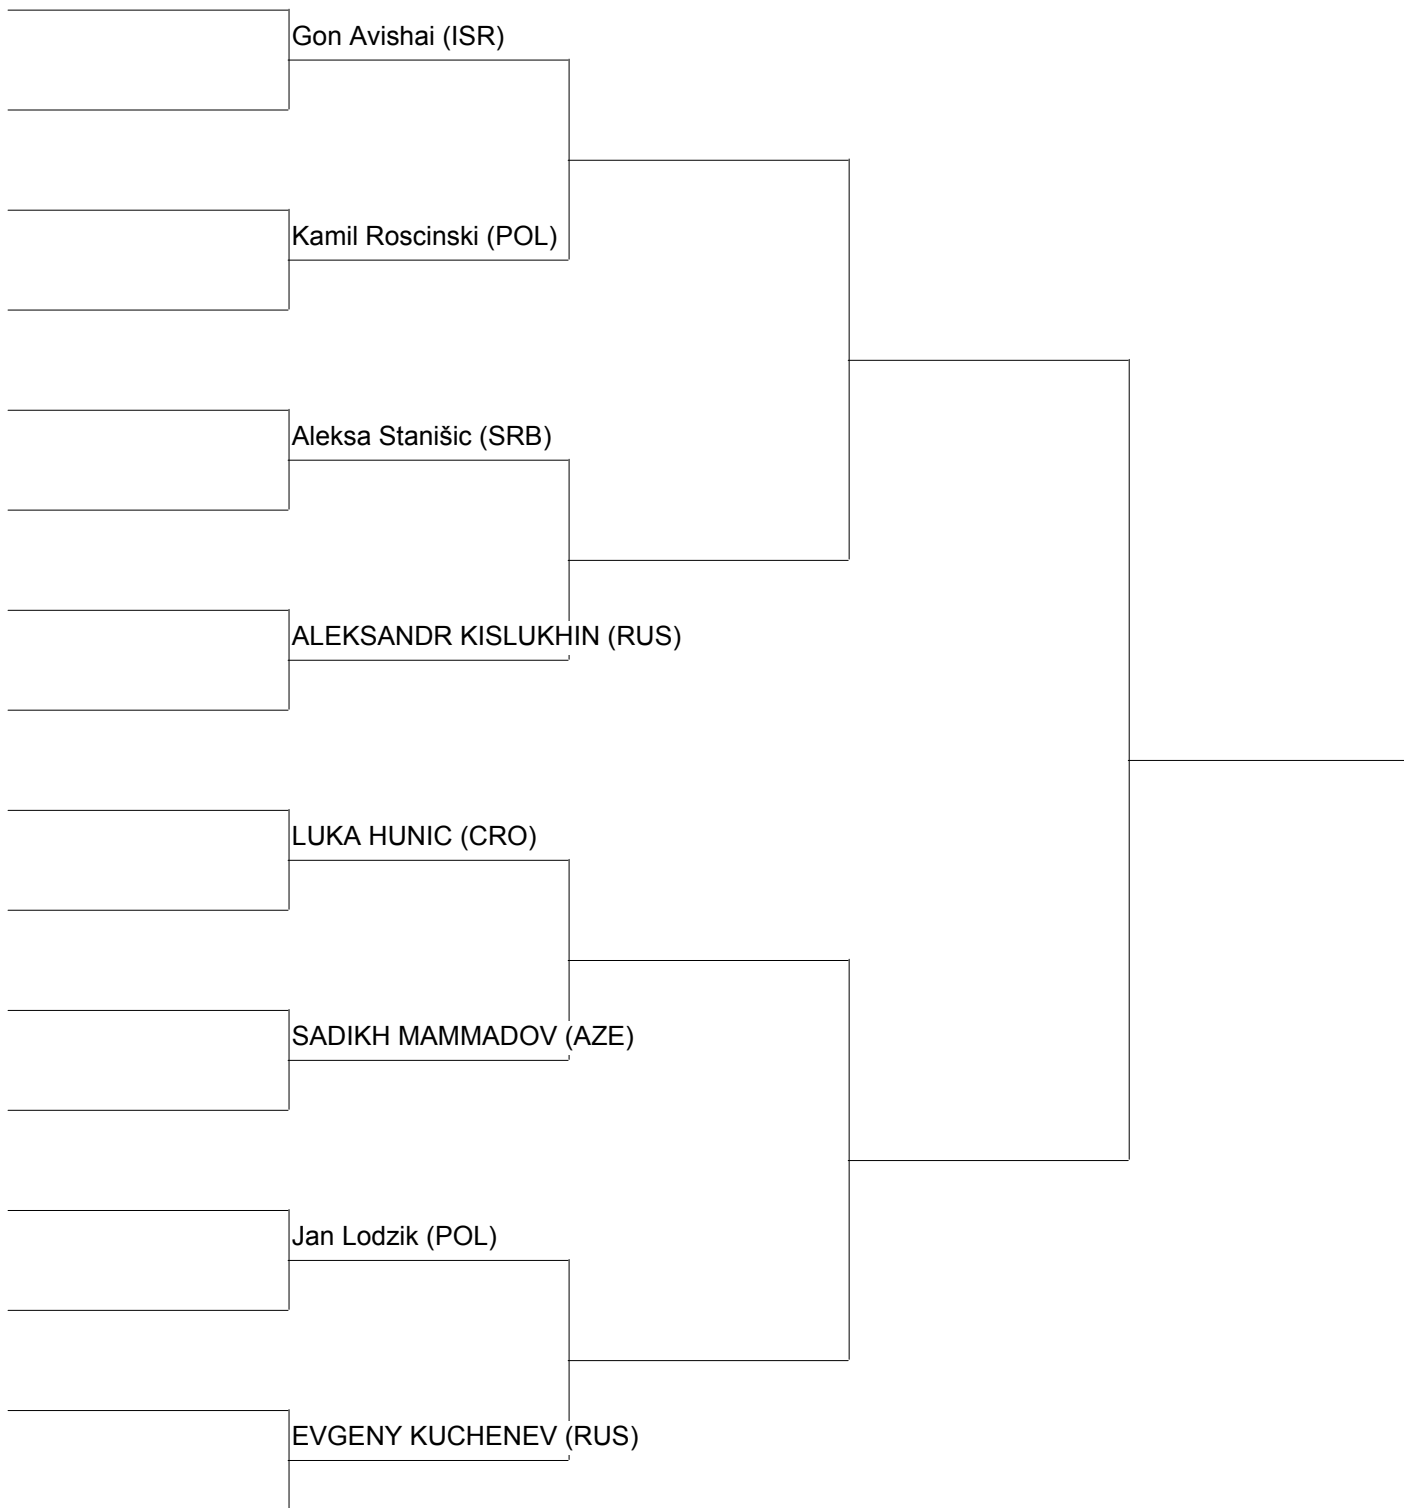 Gon Avishai (ISR)
Kamil Roscinski (POL)
Aleksa Stanišic (SRB)
ALEKSANDR KISLUKHIN (RUS)
LUKA HUNIC (CRO)
SADIKH MAMMADOV (AZE)
Jan Lodzik (POL)
EVGENY KUCHENEV (RUS)